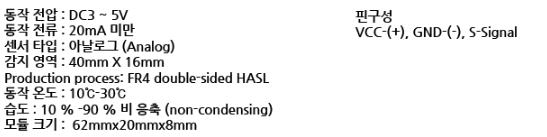 동작 전압 : DC3 ~ 5V
동작 전류 : 20mA 미만
센서 타입 : 아날로그 (Analog)
감지 영역 : 40mm X 16mm
Production process: FR4 double-sided HASL
동작 온도 : 10℃-30℃
습도 : 10 % -90 % 비 응축 (non-condensing)
모듈 크기 :  62mmx20mmx8mm
핀구성
VCC-(+), GND-(-), S-Signal